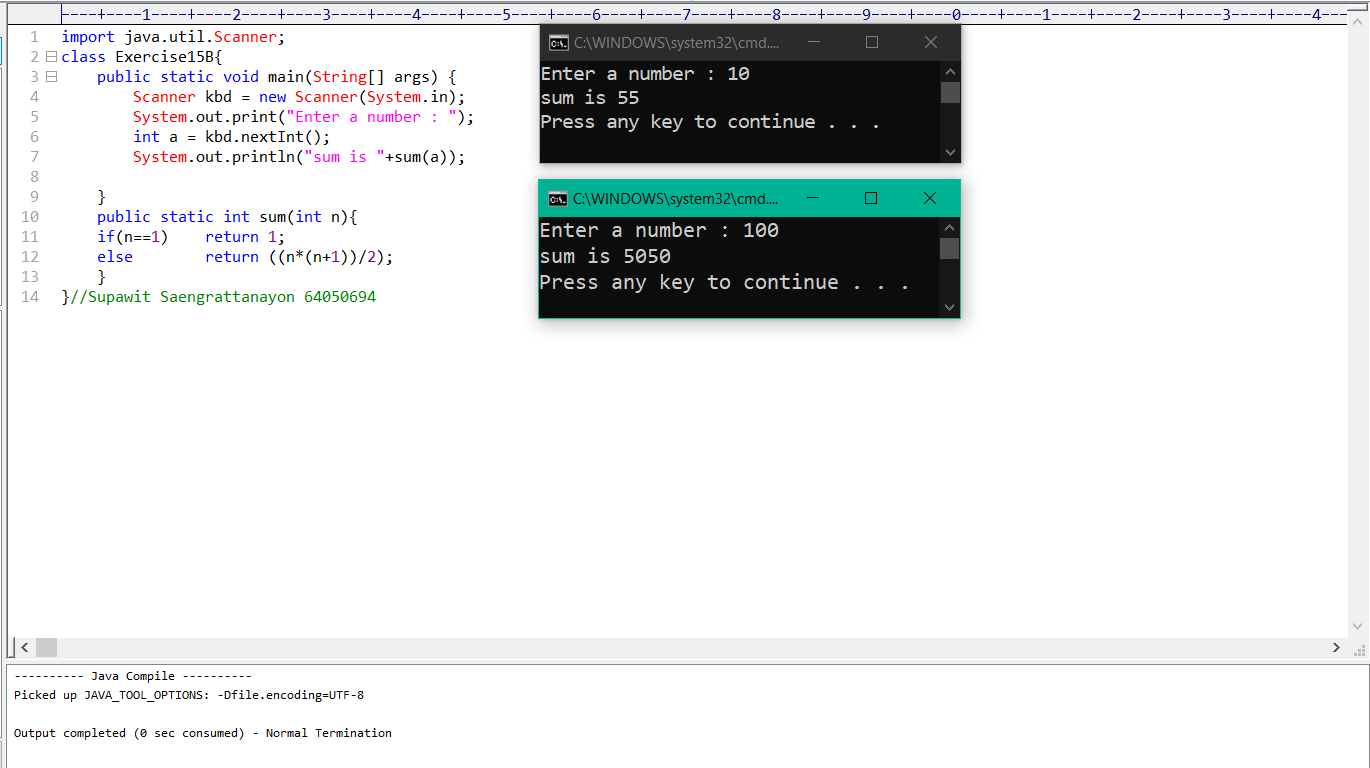 ----+----1----+----2----+----3----+----4----+----5----+----6----+----7----+----8----+----9----+----0----+----1----+----2----+----3----+----4---
1 import java.util.Scanner;
2 class Exercise15B{
3 public static void main(String[] args) {
4 Scanner kbd = new Scanner(System.in);
5 System.out.print("Enter a number : ");
6 int a = kbd.nextInt();
7 System.out.println("sum is "+sum(a));
8
9 }
10 public static int sum(int n){
11 if(n==1) return 1;
12 else return ((n*(n+1))/2);
13 }
14 }//Supawit Saengrattanayon 64050694
C:\WINDOWS\system32\cmd....
Enter a number : 10
sum is 55
Press any key to continue . . .
C:\WINDOWS\system32\cmd....
Enter a number : 100
sum is 5050
Press any key to continue . . .
---------- Java Compile ----------
Picked up JAVA_TOOL_OPTIONS: -Dfile.encoding=UTF-8
Output completed (0 sec consumed) - Normal Termination